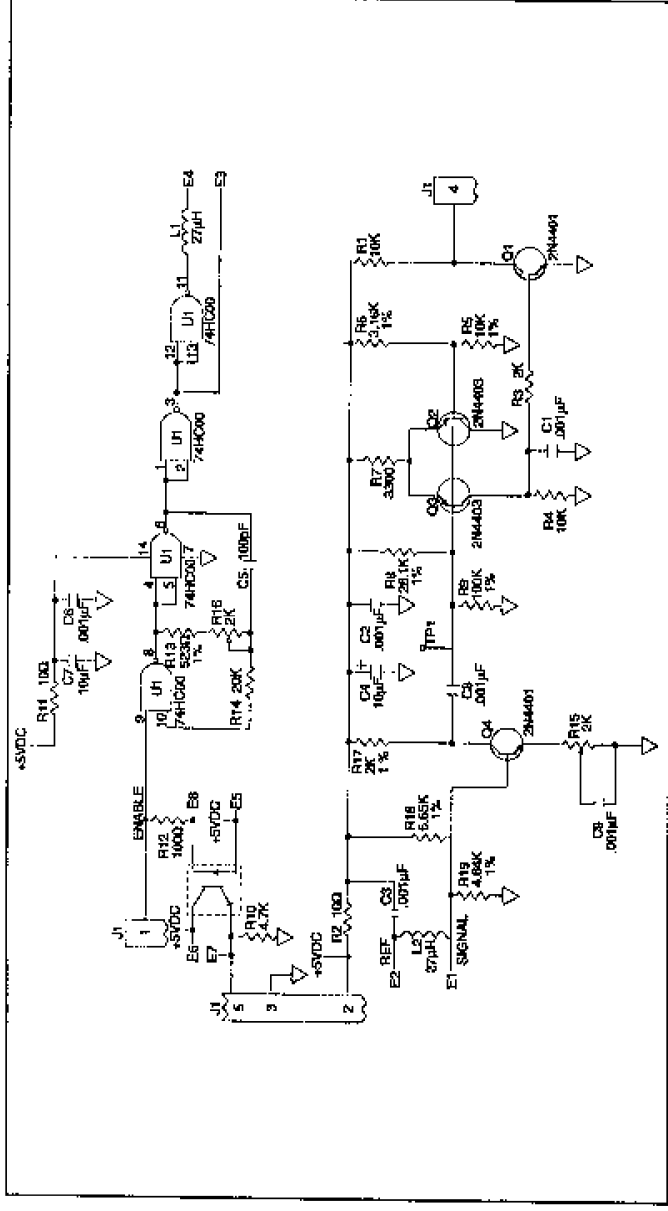 +5VDC
R11 10Ω
C7
10µF
C6
.001µF
J1
1
ENABLE
R12
100Ω
9
10
8
U1
74HC00
R13
523Ω
1%
R16
2K
R14 20K
14
4
5
6
U1
7
74HC00
C5
100pF
1
2
3
U1
74HC00
12
13
11
U1
74HC00
L1
27µH
E4
E3
+5VDC
E6
E7
E8
+5VDC
E5
R10
4.7K
J1
5
3
2
+5VDC
R2 10Ω
REF
E2
C3
.001µF
L2
27µH
E1
SIGNAL
R18
R19
4.64K
1%
R17
2K
1%
C4
10µF
C2
.001µF
R8
26.1K
1%
R7
R6
3.16K
1%
R1
10K
J1
4
Q4
2N4401
TP1
.001µF
R9
100K
1%
Q3
2N4403
Q2
2N4403
R5
10K
1%
R15
2K
C9
.001µF
R4
10K
C1
.001µF
R3 2K
Q1
2N4401